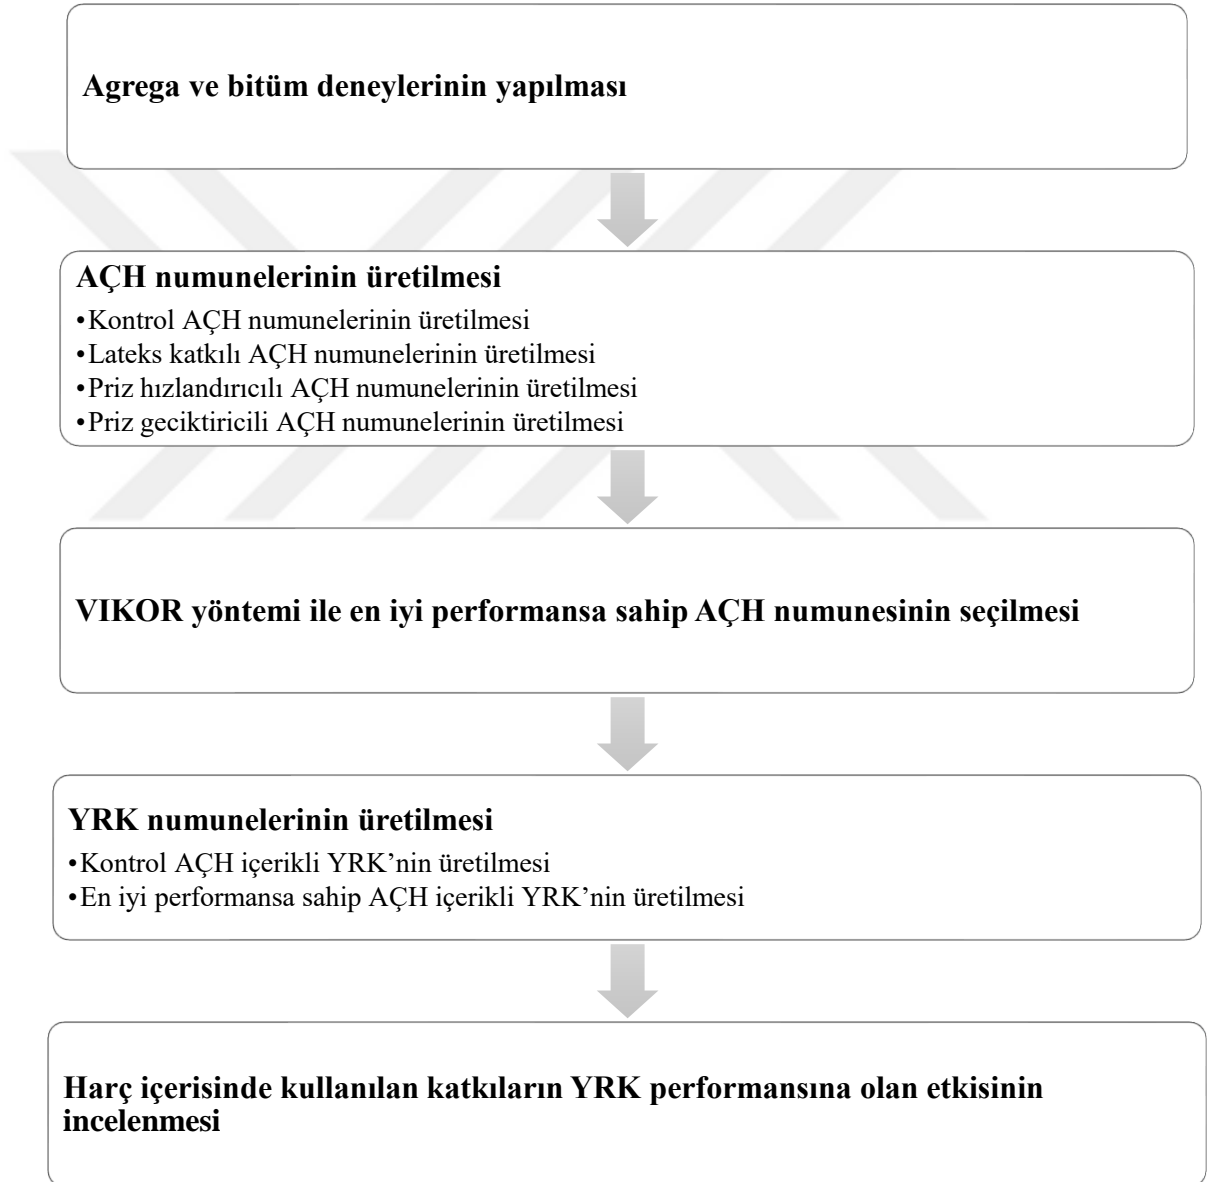 Agrega ve bitüm deneylerinin yapılması
AÇH numunelerinin üretilmesi
•Kontrol AÇH numunelerinin üretilmesi
•Lateks katkılı AÇH numunelerinin üretilmesi
•Priz hızlandırıcılı AÇH numunelerinin üretilmesi
•Priz geciktiricili AÇH numunelerinin üretilmesi
VIKOR yöntemi ile en iyi performansa sahip AÇH numunesinin seçilmesi
YRK numunelerinin üretilmesi
•Kontrol AÇH içerikli YRK’nin üretilmesi
•En iyi performansa sahip AÇH içerikli YRK’nin üretilmesi
Harç içerisinde kullanılan katkıların YRK performansına olan etkisinin
incelenmesi